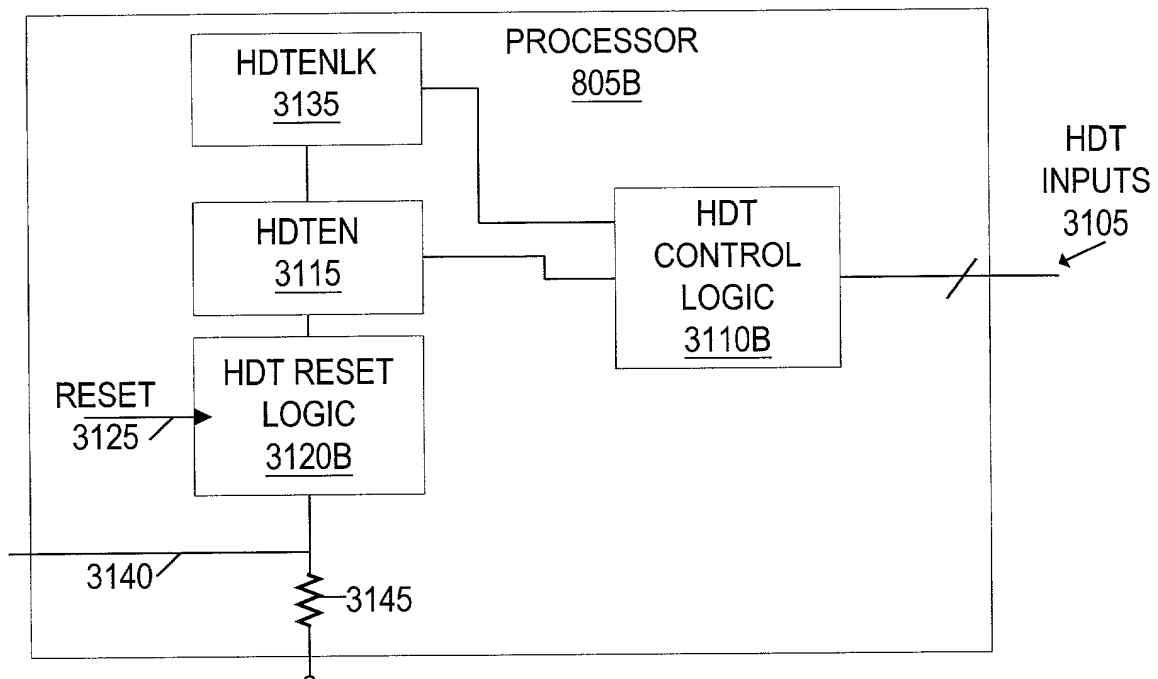 PROCESSOR
805B
HDTENLK
3135
HDT
INPUTS
3105
HDTEN
3115
HDT
CONTROL
LOGIC
3110B
HDT RESET
LOGIC
3120B
RESET
3125
3140
3145